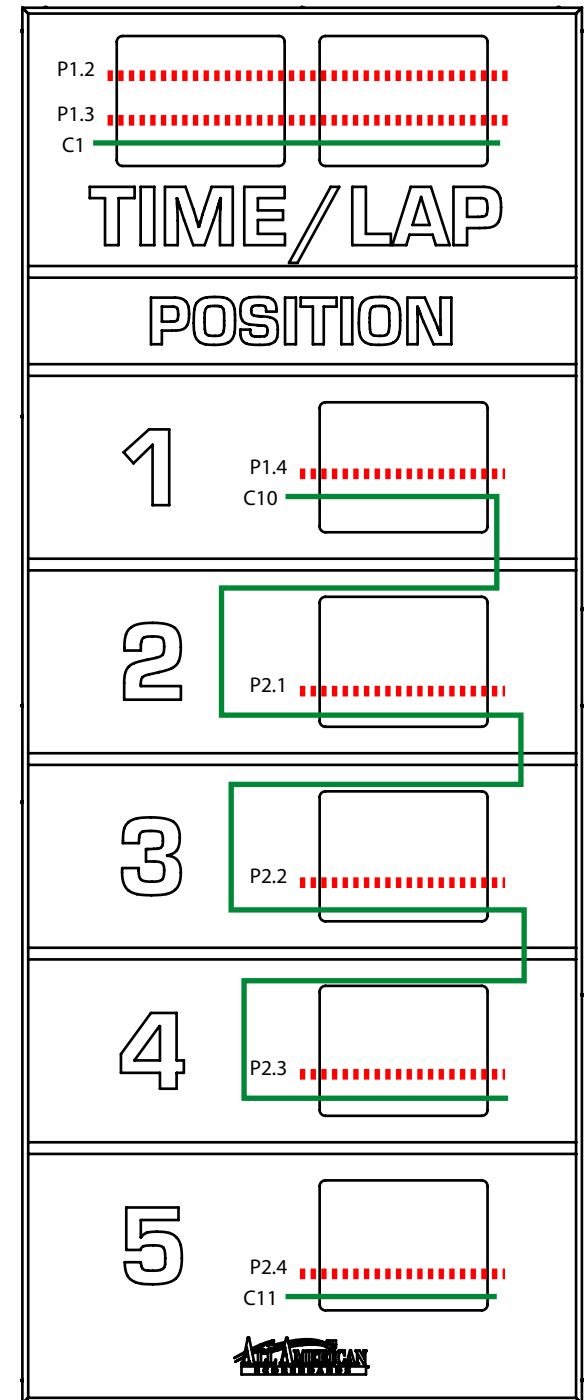 P1.2
P1.3
C1
TIME/LAP
POSITION
1
P1.4
C10
2
P2.1
3
P2.2
4
P2.3
5
P2.4
C11
ALL AMERICAN
SCOREBOARDS